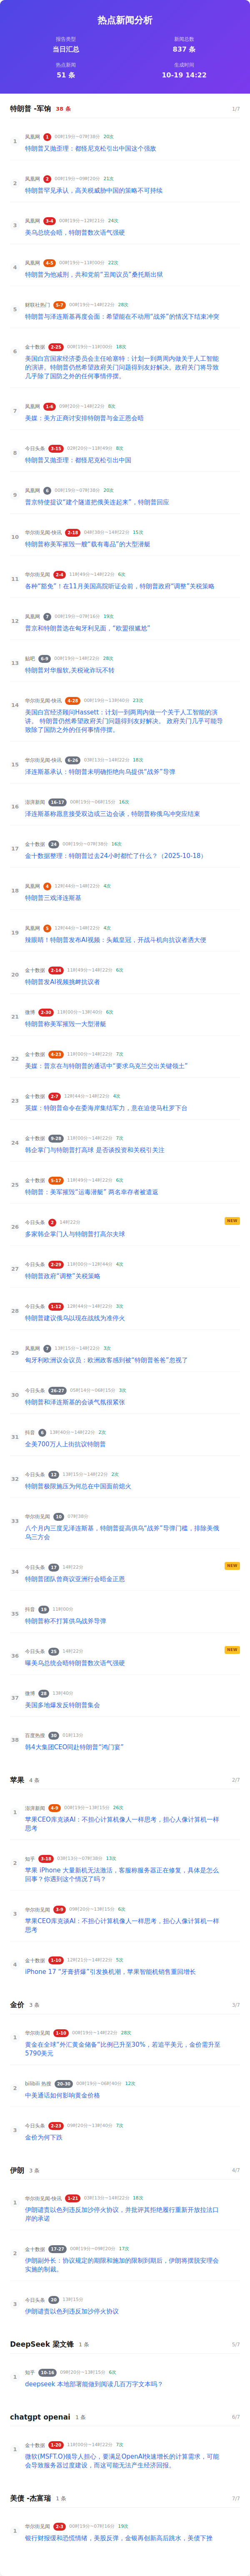 热点新闻分析
报告类型
新闻总数
当日汇总
837 条
热点新闻
生成时间
51 条
10-19 14:22
特朗普 -军饷 38 条
1/7
1
凤凰网 1 00时19分~07时38分 20次
特朗普又抛歪理：都怪尼克松引出中国这个强敌
2
凤凰网 2 00时19分~09时20分 21次
特朗普罕见承认，高关税威胁中国的策略不可持续
3
凤凰网 3-4 00时19分~12时21分 24次
美乌总统会晤，特朗普数次语气强硬
4
凤凰网 4-5 00时19分~11时00分 22次
特朗普为他减刑，共和党前“丑闻议员”桑托斯出狱
5
财联社热门 5-7 00时19分~14时22分 28次
特朗普与泽连斯基再度会面：希望能在不动用“战斧”的情况下结束冲突
6
金十数据 2-25 00时19分~11时00分 18次
美国白宫国家经济委员会主任哈塞特：计划一到两周内做关于人工智能
的演讲。特朗普仍然希望政府关门问题得到友好解决。政府关门将导致
几乎除了国防之外的任何事情停摆。
7
凤凰网 1-6 09时20分~14时22分 8次
美媒：美方正商讨安排特朗普与金正恩会晤
8
今日头条 3-15 02时20分~11时49分 8次
特朗普又抛歪理：都怪尼克松引出中国
9
凤凰网 6 00时19分~07时38分 20次
普京特使提议“建个隧道把俄美连起来”，特朗普回应
10
华尔街见闻·快讯 2-18 04时38分~14时22分 15次
特朗普称美军摧毁一艘“载有毒品”的大型潜艇
11
华尔街见闻 2-4 11时49分~14时22分 6次
各种“豁免”！在11月美国高院听证会前，特朗普政府“调整”关税策略
12
凤凰网 7 00时19分~07时16分 19次
普京和特朗普选在匈牙利见面，“欧盟很尴尬”
13
贴吧 6-9 00时19分~14时22分 28次
特朗普对华服软,关税讹诈玩不转
14
华尔街见闻·快讯 4-28 00时19分~13时40分 23次
美国白宫经济顾问Hassett：计划一到两周内做一个关于人工智能的演
讲。 特朗普仍然希望政府关门问题得到友好解决。 政府关门几乎可能导
致除了国防之外的任何事情停摆。
15
华尔街见闻·快讯 6-26 03时13分~14时22分 18次
泽连斯基承认：特朗普未明确拒绝向乌提供“战斧”导弹
16
澎湃新闻 16-17 00时19分~06时15分 16次
泽连斯基称愿意接受双边或三边会谈，特朗普称俄乌冲突应结束
17
金十数据 24 00时19分~07时38分 16次
金十数据整理：特朗普过去24小时都忙了什么？（2025-10-18）
18
凤凰网 4 12时44分~14时22分 4次
特朗普三戏泽连斯基
19
凤凰网 5 12时44分~14时22分 4次
辣眼睛！特朗普发布AI视频：头戴皇冠，开战斗机向抗议者洒大便
20
金十数据 2-14 11时49分~14时22分 6次
特朗普发AI视频挑衅抗议者
21
微博 2-30 11时00分~13时40分 6次
特朗普称美军摧毁一大型潜艇
22
金十数据 4-23 11时00分~14时22分 7次
美媒：普京在与特朗普的通话中“要求乌克兰交出关键领土”
23
金十数据 2-7 12时44分~14时22分 4次
英媒：特朗普命令在委海岸集结军力，意在迫使马杜罗下台
24
金十数据 9-28 11时00分~14时22分 7次
韩企掌门与特朗普打高球 是否谈投资和关税引关注
25
金十数据 5-17 11时49分~14时22分 6次
特朗普：美军摧毁“运毒潜艇” 两名幸存者被遣返
26
今日头条 2 14时22分
NEW
多家韩企掌门人与特朗普打高尔夫球
27
今日头条 2-29 11时00分~12时44分 4次
特朗普政府“调整”关税策略
28
今日头条 1-12 12时44分~14时22分 3次
特朗普建议俄乌以现在战线为准停火
29
凤凰网 7 13时15分~14时22分 3次
匈牙利欧洲议会议员：欧洲政客感到被“特朗普爸爸”忽视了
30
今日头条 26-27 05时14分~06时15分 3次
特朗普和泽连斯基的会谈气氛很紧张
31
抖音 6 13时40分~14时22分 2次
全美700万人上街抗议特朗普
32
今日头条 12 13时15分~14时22分 2次
特朗普极限施压为何总在中国面前熄火
33
华尔街见闻 10 07时38分
八个月内三度见泽连斯基，特朗普提高供乌“战斧”导弹门槛，排除美俄
乌三方会
34
今日头条 17 14时22分
NEW
特朗普团队曾商议亚洲行会晤金正恩
35
抖音 19 11时00分
特朗普称不打算供乌战斧导弹
36
今日头条 25 14时22分
NEW
曝美乌总统会晤特朗普数次语气强硬
37
微博 28 13时40分
美国多地爆发反特朗普集会
38
百度热搜 30 01时13分
韩4大集团CEO同赴特朗普“鸿门宴”
苹果 4 条
2/7
1
澎湃新闻 4-9 00时19分~13时15分 26次
苹果CEO库克谈AI：不担心计算机像人一样思考，担心人像计算机一样
思考
2
知乎 3-18 03时13分~07时38分 13次
苹果 iPhone 大量新机无法激活，客服称服务器正在修复，具体是怎么
回事？你遇到这个情况了吗？
3
华尔街见闻 3-9 09时20分~13时15分 6次
苹果CEO库克谈AI：不担心计算机像人一样思考，担心人像计算机一样
思考
4
金十数据 1-10 12时21分~14时22分 5次
iPhone 17 “牙膏挤爆”引发换机潮，苹果智能机销售重回增长
金价 3 条
3/7
1
华尔街见闻 1-16 00时19分~14时22分 28次
黄金在全球“外汇黄金储备”比例已升至30%，若追平美元，金价需升至
5790美元
2
bilibili 热搜 20-30 00时19分~06时40分 12次
中美通话如何影响黄金价格
3
今日头条 2-23 09时20分~13时40分 7次
金价为何下跌
伊朗 3 条
4/7
1
华尔街见闻·快讯 1-21 03时13分~14时22分 18次
伊朗谴责以色列违反加沙停火协议，并批评其拒绝履行重新开放拉法口
岸的承诺
2
金十数据 17-27 00时19分~09时20分 17次
伊朗副外长：协议规定的期限和施加的限制到期后，伊朗将摆脱安理会
实施的制裁。
3
今日头条 20 13时15分
伊朗谴责以色列违反加沙停火协议
DeepSeek 梁文锋 1 条
5/7
1
知乎 10-16 09时20分~13时15分 6次
deepseek 本地部署能做到阅读几百万字文本吗？
chatgpt openai 1 条
6/7
1
金十数据 1-20 11时00分~14时22分 7次
微软(MSFT.O)领导人担心，要满足OpenAI快速增长的计算需求，可能
会导致服务器过度建设，而这可能无法产生经济回报。
美债 -杰富瑞 1 条
7/7
1
华尔街见闻 2-3 00时19分~07时16分 19次
银行财报缓和恐慌情绪，美股反弹，金银再创新高后跳水，美债下挫